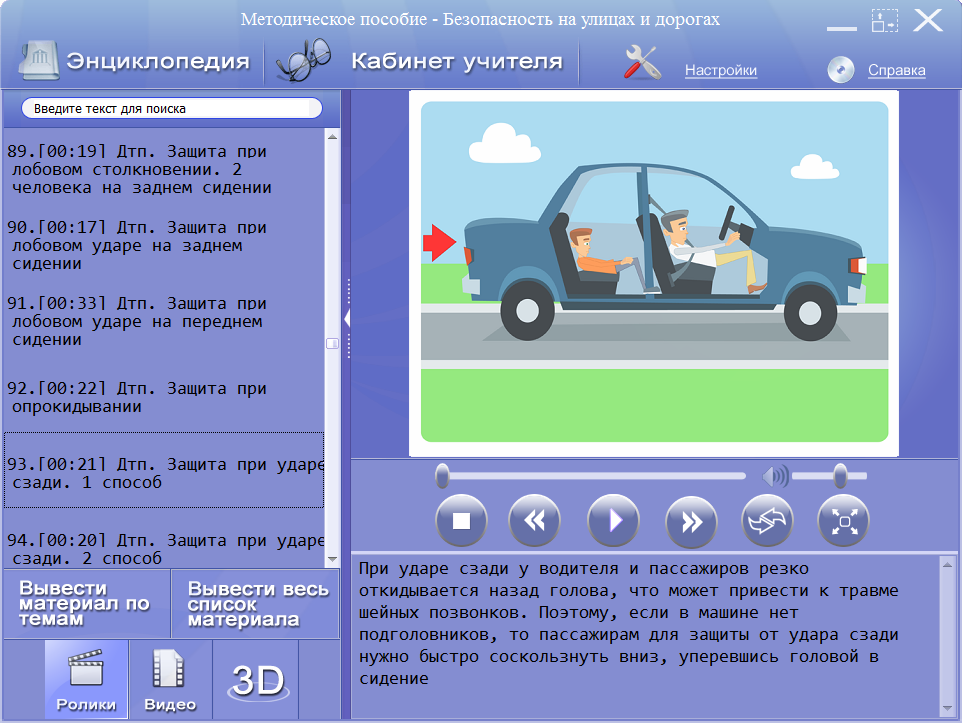 Методическое пособие - Безопасность на улицах и дорогах
Энциклопедия
Кабинет учителя
Настройки
Справка
Введите текст для поиска
89.[00:19] Дтп. Защита при
лобовом столкновении. 2
человека на заднем сидении
90.[00:17] Дтп. Защита при
лобовом ударе на заднем
сидении
91.[00:33] Дтп. Защита при
лобовом ударе на переднем
сидении
92.[00:22] Дтп. Защита при
опрокидывании
93.[00:21] Дтп. Защита при ударе
сзади. 1 способ
94.[00:20] Дтп. Защита при ударе
сзади. 2 способ
Вывести
материал по
темам
Вывести весь
список
материала
Ролики
Видео
3D
При ударе сзади у водителя и пассажиров резко
откидывается назад голова, что может привести к травме
шейных позвонков. Поэтому, если в машине нет
подголовников, то пассажирам для защиты от удара сзади
нужно быстро соскользнуть вниз, уперевшись головой в
сидение